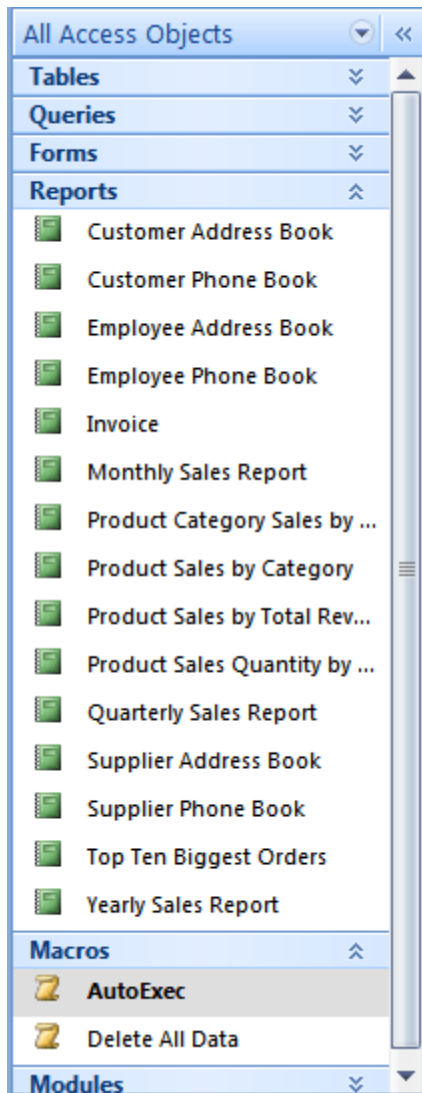 All Access Objects
Tables
Queries
Forms
Reports
Customer Address Book
Customer Phone Book
Employee Address Book
Employee Phone Book
Invoice
Monthly Sales Report
Product Category Sales by ...
Product Sales by Category
Product Sales by Total Rev...
Product Sales Quantity by ...
Quarterly Sales Report
Supplier Address Book
Supplier Phone Book
Top Ten Biggest Orders
Yearly Sales Report
Macros
AutoExec
Delete All Data
Modules